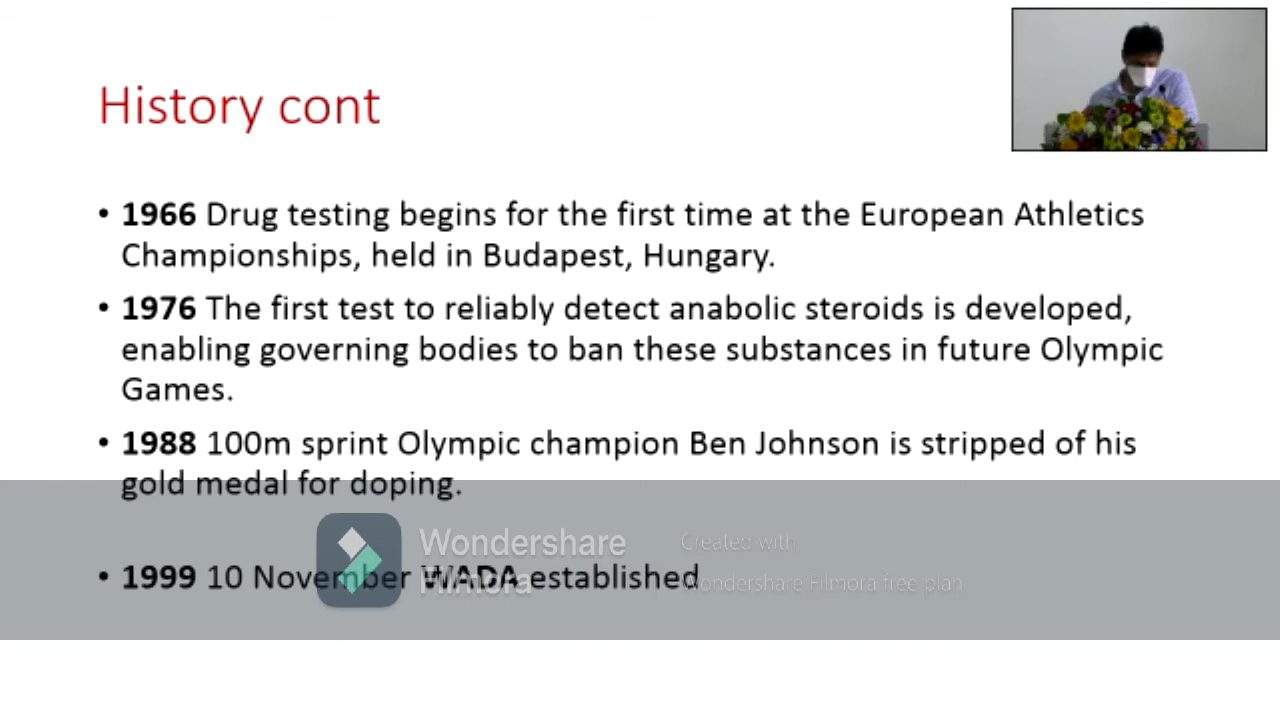 History cont
• 1966 Drug testing begins for the first time at the European Athletics
Championships, held in Budapest, Hungary.
• 1976 The first test to reliably detect anabolic steroids is developed,
enabling governing bodies to ban these substances in future Olympic
Games.
• 1988 100m sprint Olympic champion Ben Johnson is stripped of his
gold medal for doping.
• 1999 10 November WADA established
Wondershare
Filmora
Created with
Wondershare Filmora free plan